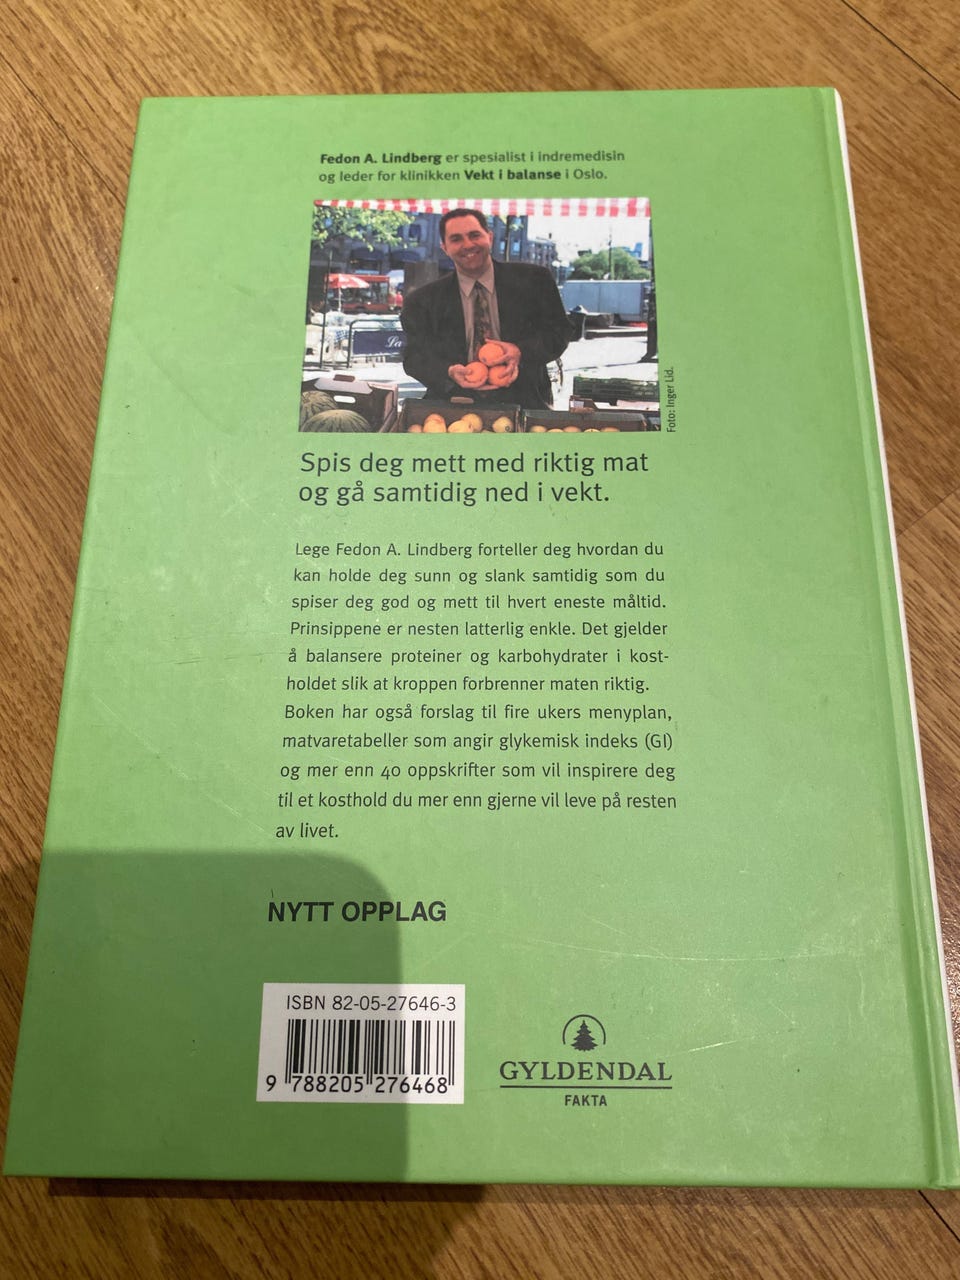 Fedon A. Lindberg er spesialist i indremedisin
og leder for klinikken Vekt i balanse i Oslo.
La
Foto: Inger Lid.
Spis deg mett med riktig mat
og gå samtidig ned i vekt.
Lege Fedon A. Lindberg forteller deg hvordan du
kan holde deg sunn og slank samtidig som du
spiser deg god og mett til hvert eneste måltid.
Prinsippene er nesten latterlig enkle. Det gjelder
å balansere proteiner og karbohydrater i kost-
holdet slik at kroppen forbrenner maten riktig.
Boken har også forslag til fire ukers menyplan,
matvaretabeller som angir glykemisk indeks (GI)
og mer enn 40 oppskrifter som vil inspirere deg
til et kosthold du mer enn gjerne vil leve på resten
av livet.
NYTT OPPLAG
ISBN 82-05-27646-3
9 788205 276468
GYLDENDAL
FAKTA